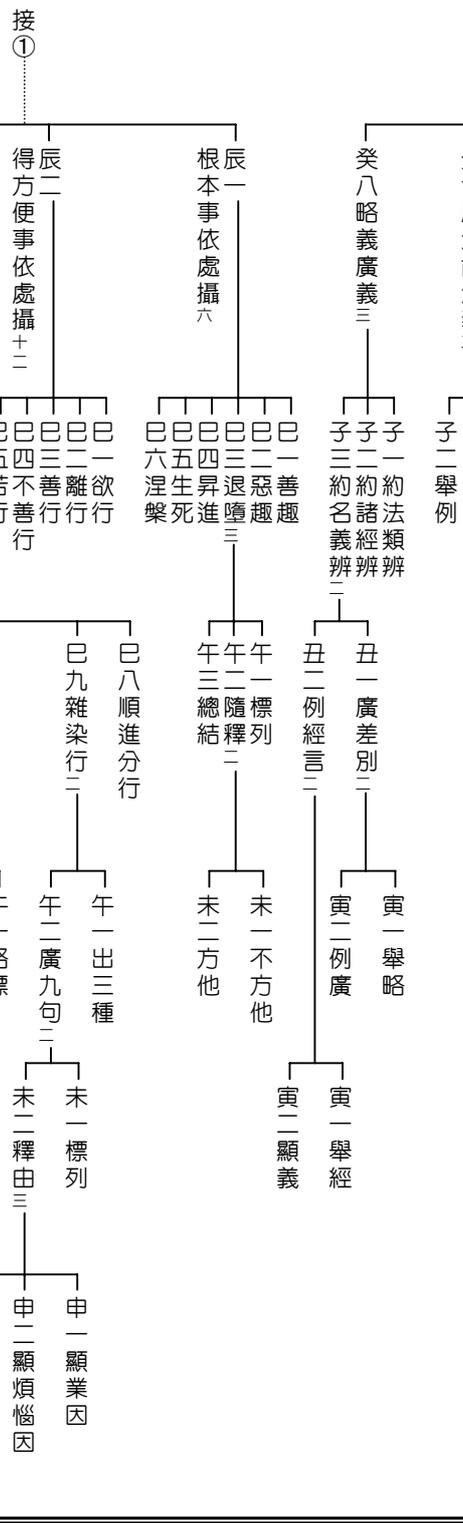 子二舉例
癸八略義廣義三
子一約法類辨
子二約諸經辨
子三約名義辨二
丑一廣差別二
寅一舉略
寅二例廣
丑二例經言二
寅一舉經
寅二顯義
接①
辰一
根本事依處攝六
巳一善趣
巳二惡趣
巳三退墮三
午一標列
午二隨釋二
未一不方他
未二方他
午三總結
巳四昇進
巳五生死
巳六涅槃
辰二
得方便事依處攝十二
巳一欲行
巳二離行
巳三善行
巳四不善行
巳五苦行
巳八順進分行
巳九雜染行二
午一出三種
午二廣九句二
未一標列
未二釋由三
申一顯業因
申二顯煩惱因